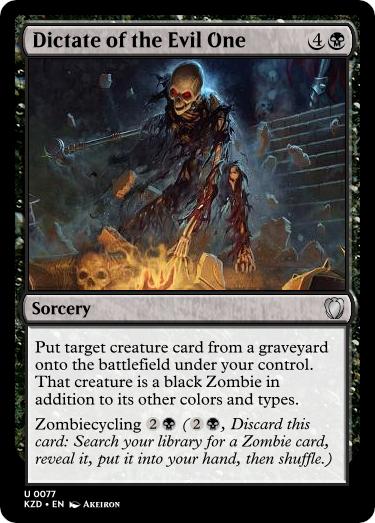 Dictate of the Evil One 4
Sorcery
Put target creature card from a graveyard
onto the battlefield under your control.
That creature is a black Zombie in
addition to its other colors and types.
Zombiecycling 2 ( 2 , Discard this
card: Search your library for a Zombie card,
reveal it, put it into your hand, then shuffle.)
U 0077
KZD • EN AKEIRON